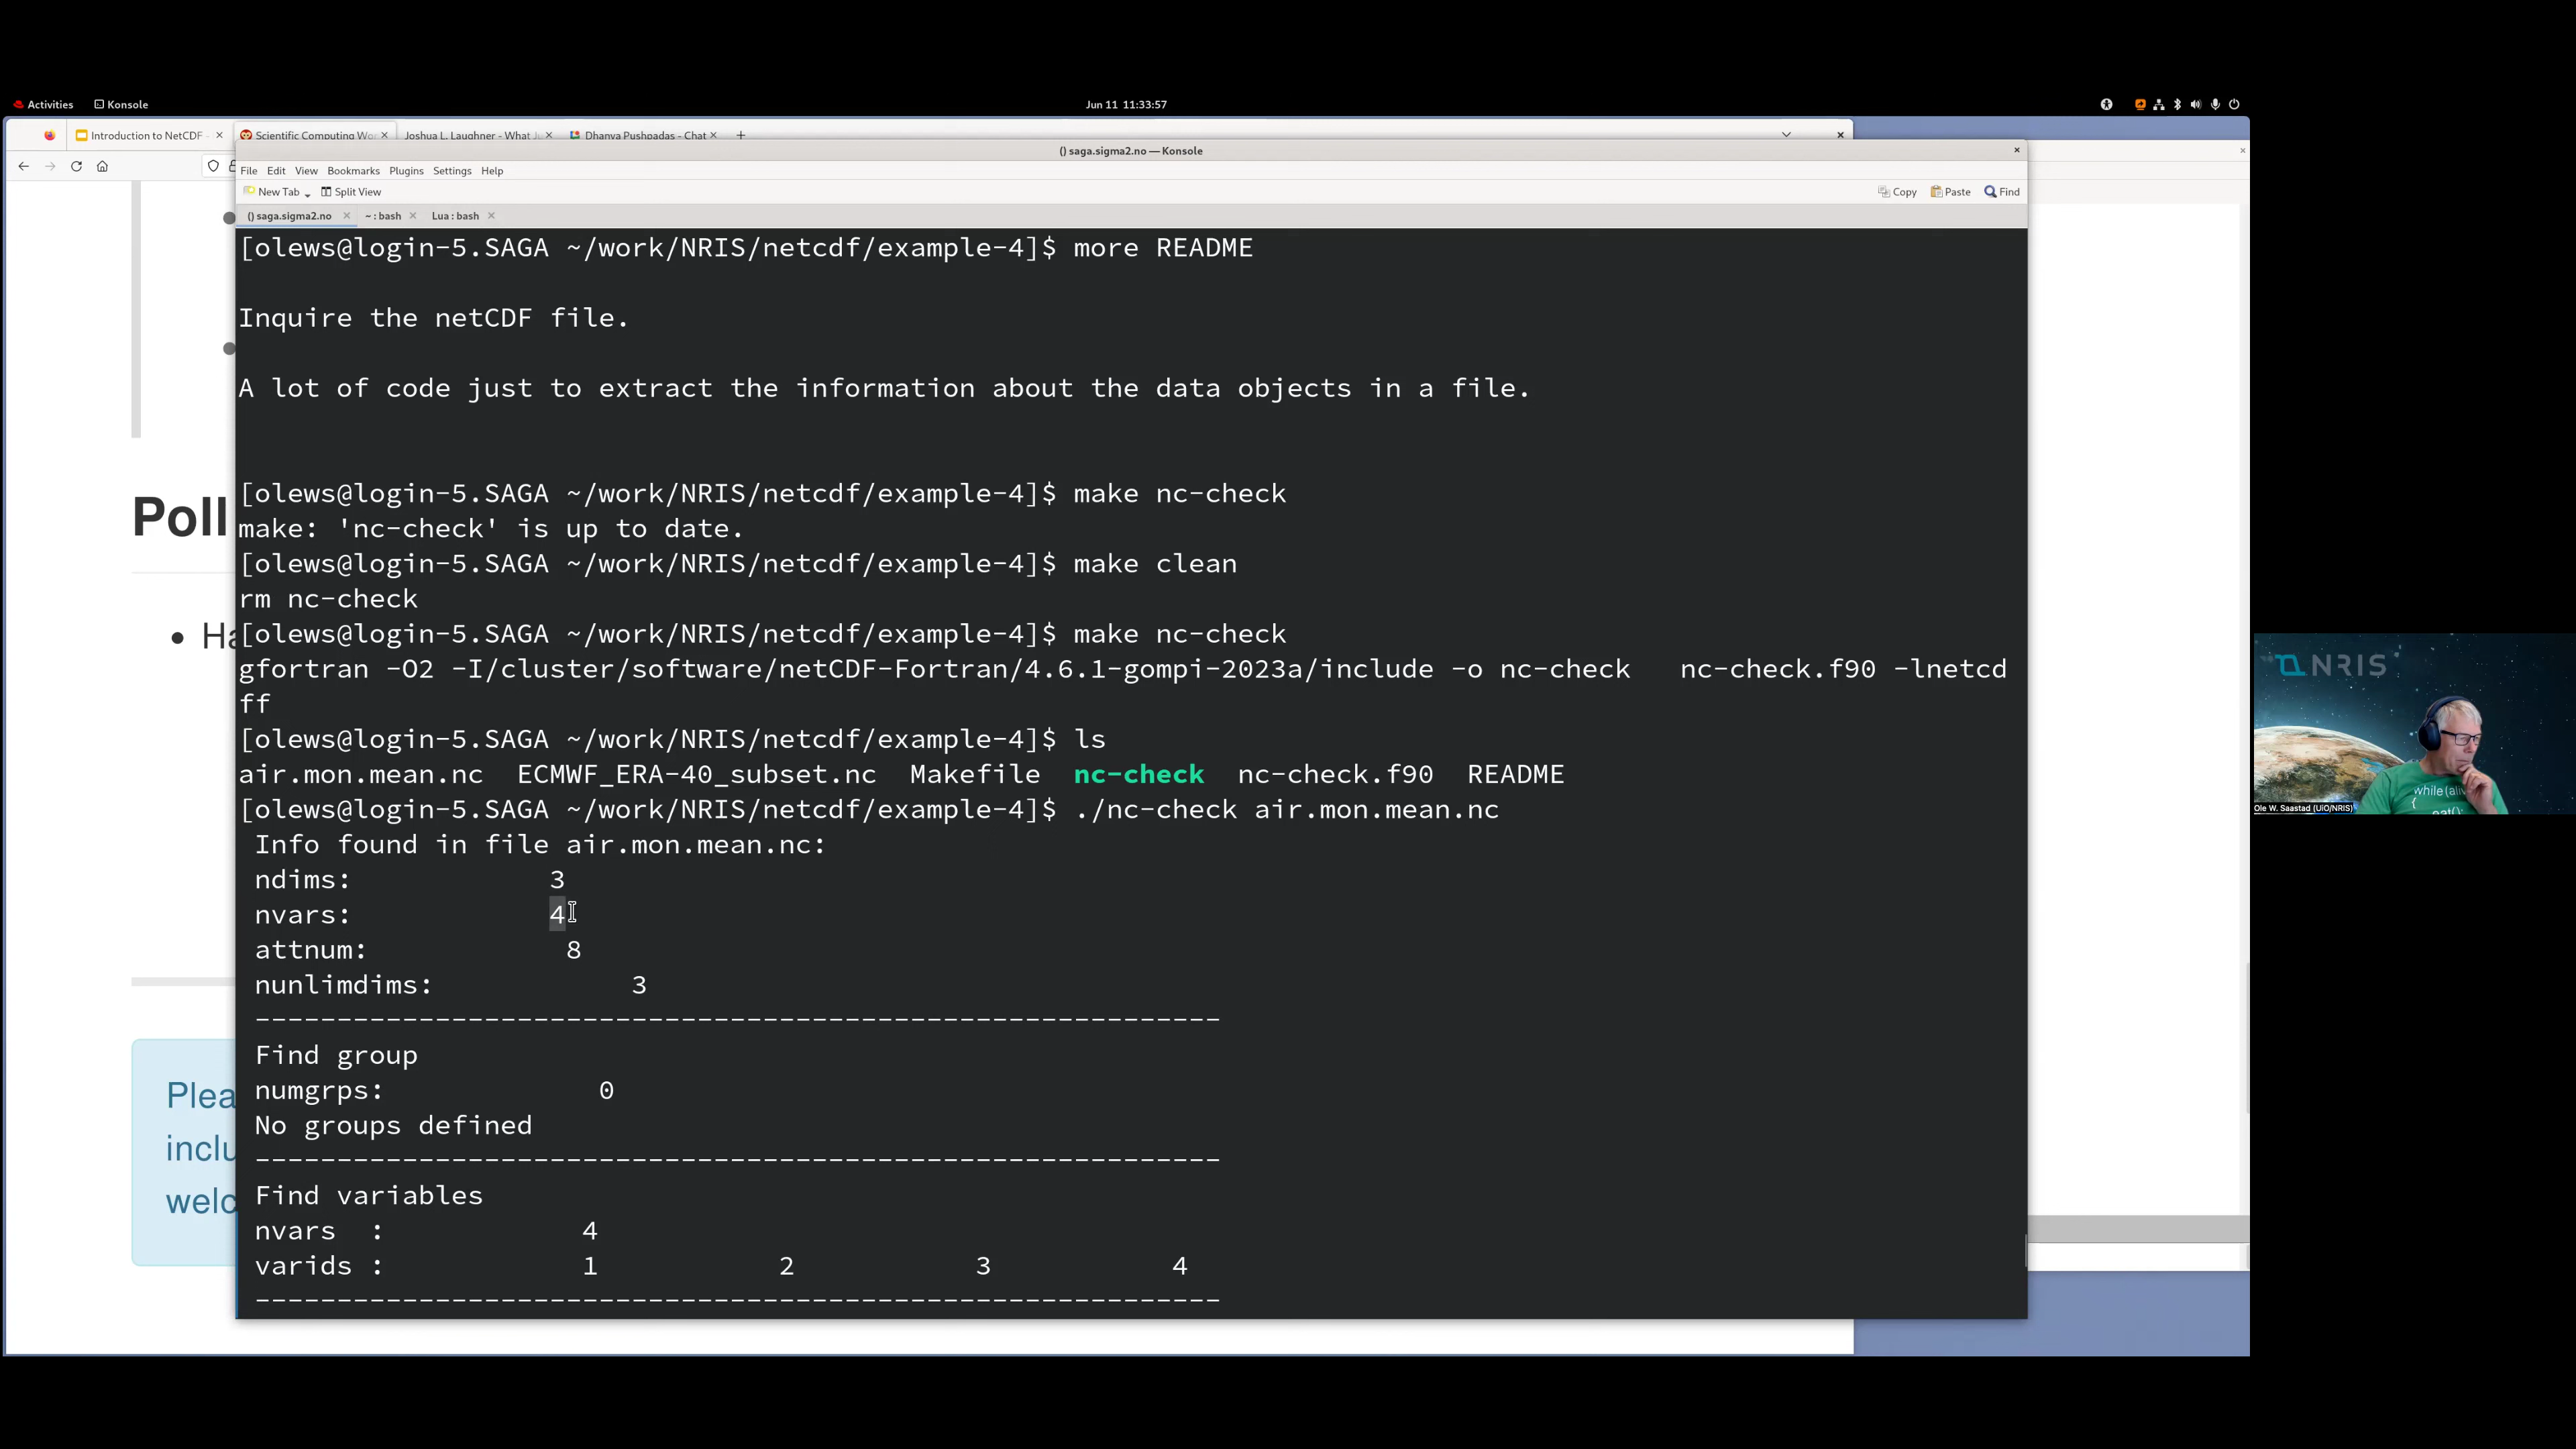 Activities Konsole Jun 11 11:33:57
Introduction to NetCDF - × Scientific Computing Wo × Joshua L. Laughner - What Ju × Dhanya Pushpadas - Chat × +
() saga.sigma2.no — Konsole
File Edit View Bookmarks Plugins Settings Help
New Tab Split View Copy Paste Find
() saga.sigma2.no × ~ : bash × Lua : bash ×
[olews@login-5.SAGA ~/work/NRIS/netcdf/example-4]$ more README
Inquire the netCDF file.
A lot of code just to extract the information about the data objects in a file.
[olews@login-5.SAGA ~/work/NRIS/netcdf/example-4]$ make nc-check
make: 'nc-check' is up to date.
[olews@login-5.SAGA ~/work/NRIS/netcdf/example-4]$ make clean
rm nc-check
[olews@login-5.SAGA ~/work/NRIS/netcdf/example-4]$ make nc-check
gfortran -O2 -I/cluster/software/netCDF-Fortran/4.6.1-gompi-2023a/include -o nc-check nc-check.f90 -lnetcd
ff
[olews@login-5.SAGA ~/work/NRIS/netcdf/example-4]$ ls
air.mon.mean.nc ECMWF_ERA-40_subset.nc Makefile nc-check nc-check.f90 README
[olews@login-5.SAGA ~/work/NRIS/netcdf/example-4]$ ./nc-check air.mon.mean.nc
Info found in file air.mon.mean.nc:
ndims: 3
nvars: 4
attnum: 8
nunlimdims: 3
-----------------------------------------------------------
Find group
numgrps: 0
No groups defined
-----------------------------------------------------------
Find variables
nvars : 4
varids : 1 2 3 4
-----------------------------------------------------------
Poll
Ha
Plea
inclu
welc
NRIS
while(aliv
{
eat();
Ole W. Saastad (UiO/NRIS)